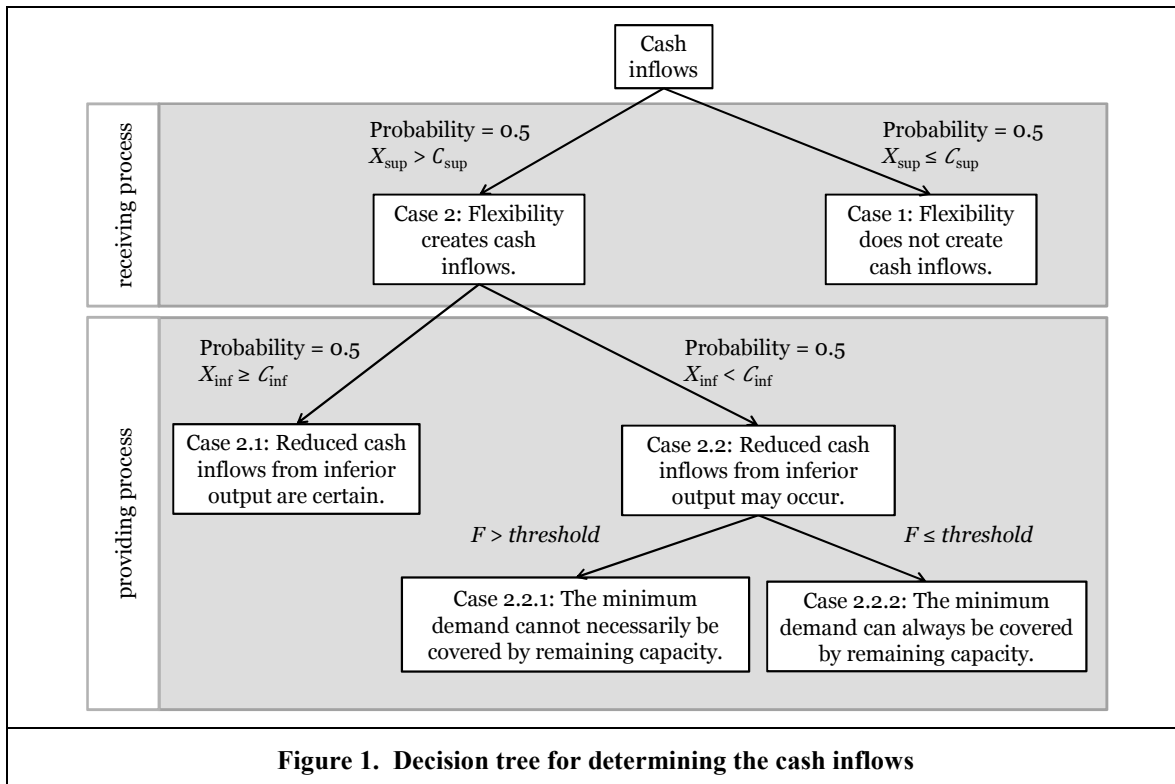 Cash
inflows
receiving process
Probability = 0.5
X_sup > C_sup
Probability = 0.5
X_sup ≤ C_sup
Case 2: Flexibility
creates cash
inflows.
Case 1: Flexibility
does not create
cash inflows.
providing process
Probability = 0.5
X_inf ≥ C_inf
Probability = 0.5
X_inf < C_inf
Case 2.1: Reduced cash
inflows from inferior
output are certain.
Case 2.2: Reduced cash
inflows from inferior
output may occur.
F > threshold
F ≤ threshold
Case 2.2.1: The minimum
demand cannot necessarily be
covered by remaining capacity.
Case 2.2.2: The minimum
demand can always be covered
by remaining capacity.
Figure 1. Decision tree for determining the cash inflows